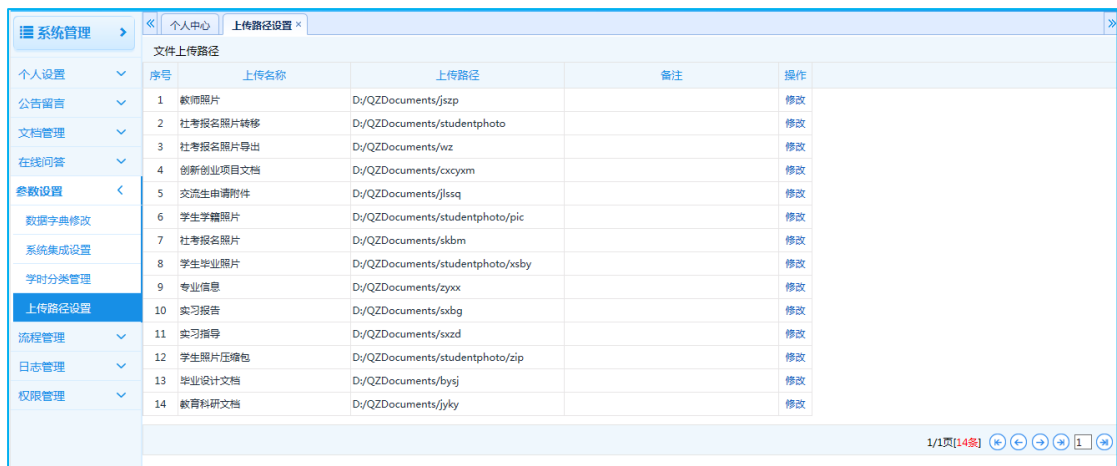 系统管理
个人中心 上传路径设置 ×
文件上传路径
个人设置
公告留言
文档管理
在线问答
参数设置
数据字典修改
系统集成设置
学时分类管理
上传路径设置
流程管理
日志管理
权限管理
序号 上传名称 上传路径 备注 操作
1 教师照片 D:/QZDocuments/jszp 修改
2 社考报名照片转移 D:/QZDocuments/studentphoto 修改
3 社考报名照片导出 D:/QZDocuments/wz 修改
4 创新创业项目文档 D:/QZDocuments/cxcyxm 修改
5 交流生申请附件 D:/QZDocuments/jlssq 修改
6 学生学籍照片 D:/QZDocuments/studentphoto/pic 修改
7 社考报名照片 D:/QZDocuments/skbm 修改
8 学生毕业照片 D:/QZDocuments/studentphoto/xsby 修改
9 专业信息 D:/QZDocuments/zyxx 修改
10 实习报告 D:/QZDocuments/sxbg 修改
11 实习指导 D:/QZDocuments/sxzd 修改
12 学生照片压缩包 D:/QZDocuments/studentphoto/zip 修改
13 毕业设计文档 D:/QZDocuments/bysj 修改
14 教育科研文档 D:/QZDocuments/jyky 修改
1/1页[14条] 1